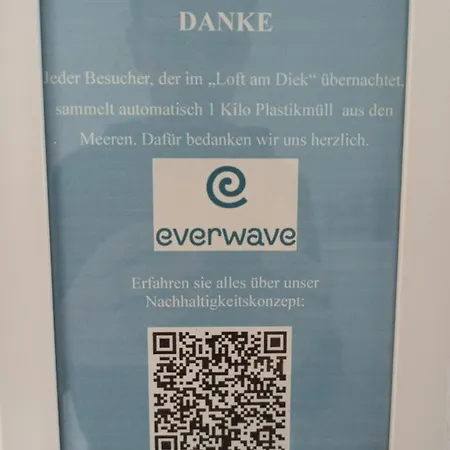 DANKE
Jeder Besucher, der im „Loft am Diek“ übernachtet,
sammelt automatisch 1 Kilo Plastikmüll aus den
Meeren. Dafür bedanken wir uns herzlich.
everwave
Erfahren sie alles über unser
Nachhaltigkeitskonzept: